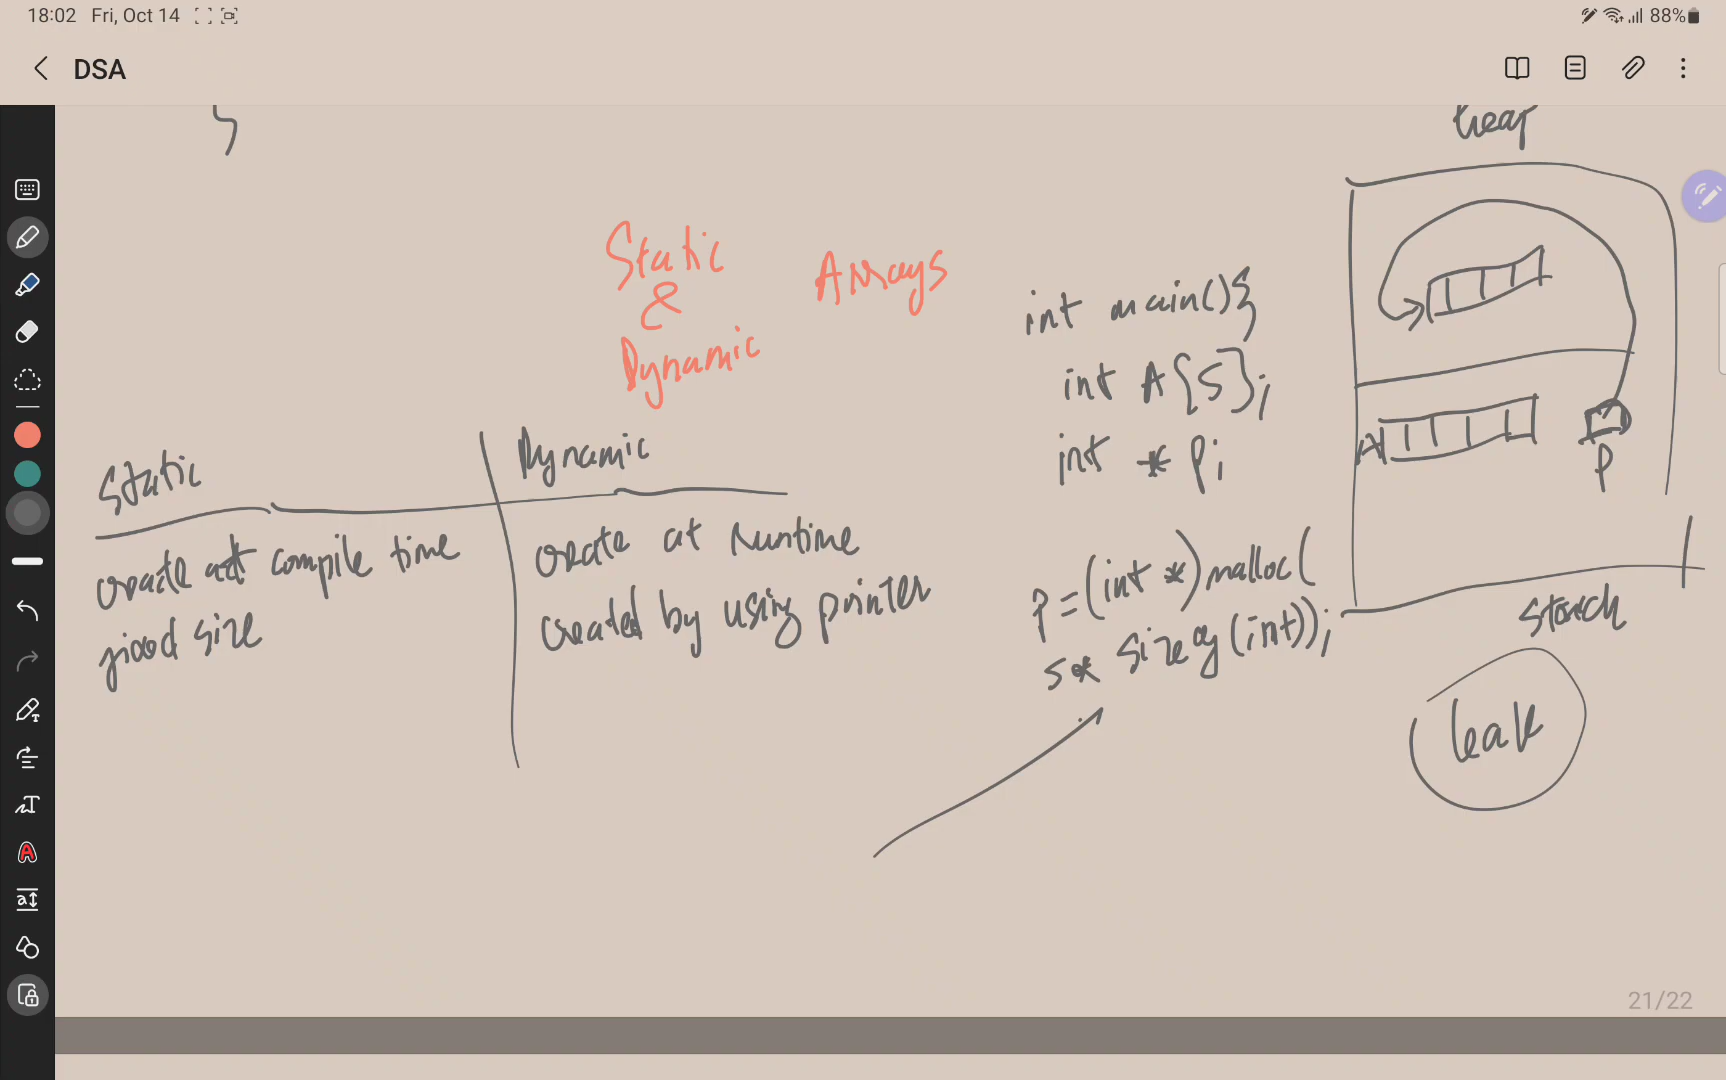 18:02 Fri, Oct 14 88%
DSA
heap
Static
&
Dynamic
Arrays
Static
Dynamic
create at compile time
fixed size
create at Runtime
created by using pointer
int main(){
int A[5];
int *p;
p=(int *)malloc(
5* sizeof(int));
A
P
stack
leak
21/22